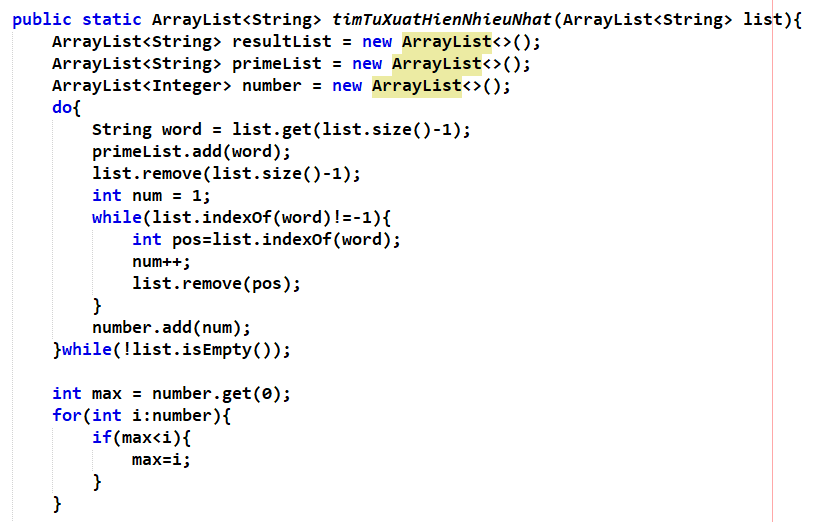 public static ArrayList<String> timTuXuatHienNhieuNhat(ArrayList<String> list){
    ArrayList<String> resultList = new ArrayList<>();
    ArrayList<String> primeList = new ArrayList<>();
    ArrayList<Integer> number = new ArrayList<>();
    do{
        String word = list.get(list.size()-1);
        primeList.add(word);
        list.remove(list.size()-1);
        int num = 1;
        while(list.indexOf(word)!=-1){
            int pos=list.indexOf(word);
            num++;
            list.remove(pos);
        }
        number.add(num);
    }while(!list.isEmpty());

    int max = number.get(0);
    for(int i:number){
        if(max<i){
            max=i;
        }
    }